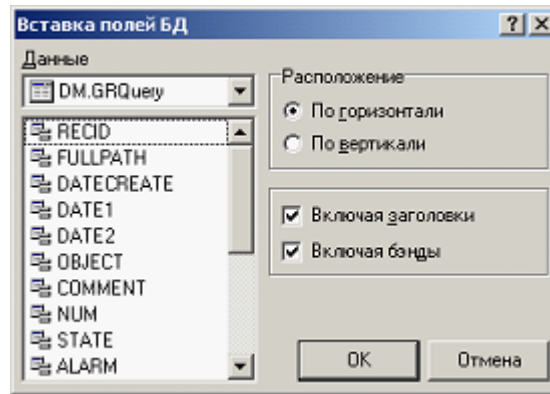 Вставка полей БД
Данные
DM.GRQuery
RECID
FULLPATH
DATECREATE
DATE1
DATE2
OBJECT
COMMENT
NUM
STATE
ALARM
Расположение
По горизонтали
По вертикали
Включая заголовки
Включая бэнды
OK
Отмена